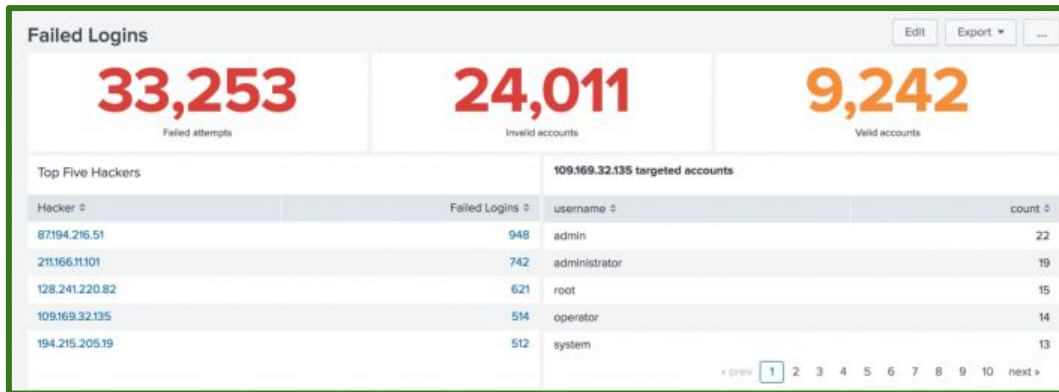 Failed Logins
Edit Export ...
33,253 24,011 9,242
Failed attempts Invalid accounts Valid accounts
Top Five Hackers
109.169.32.135 targeted accounts
Hacker Failed Logins username count
87.194.216.51 948 admin 22
211.166.11.101 742 administrator 19
128.241.220.82 621 root 15
109.169.32.135 514 operator 14
194.215.205.19 512 system 13
« prev 1 2 3 4 5 6 7 8 9 10 next »